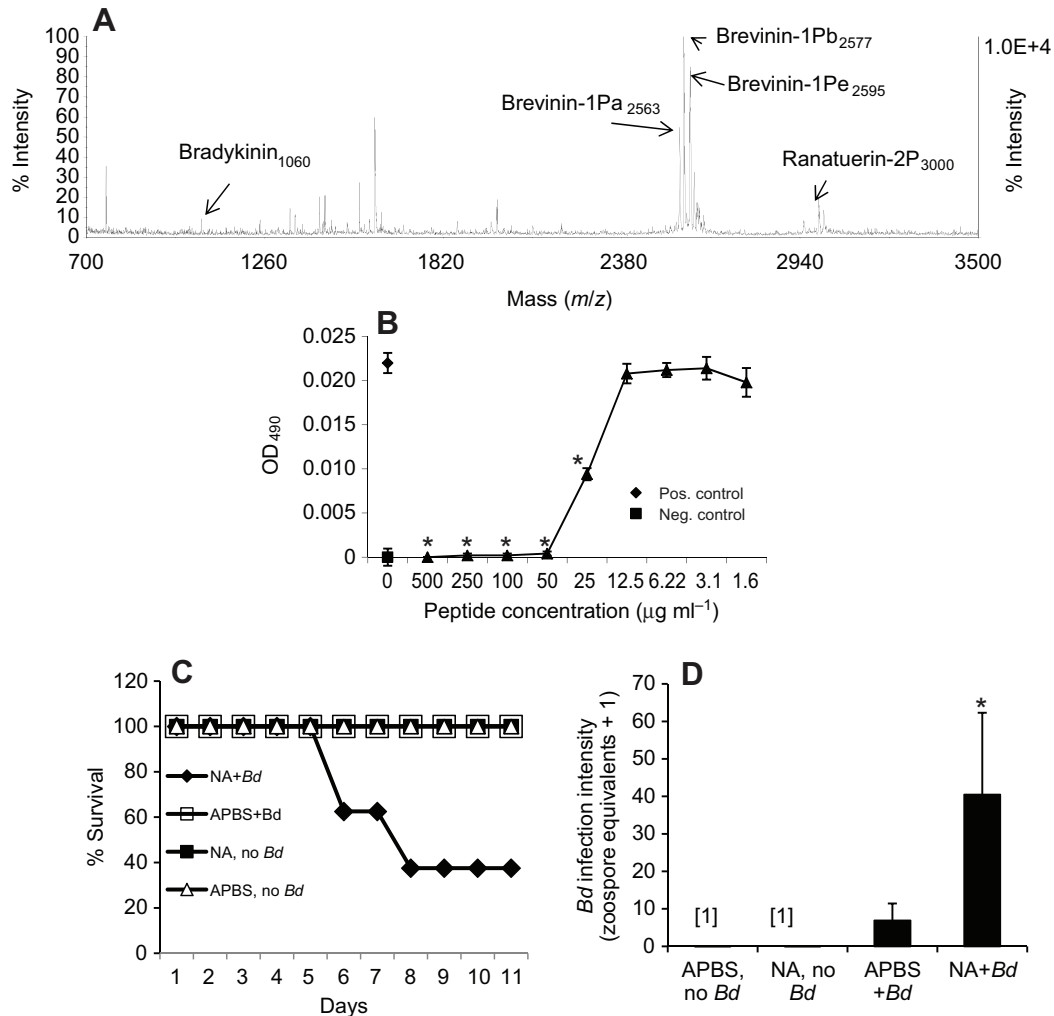 A
100
90
80
70
60
50
40
30
20
10
0
% Intensity
Brevinin-1Pb2577
1.0E+4
Brevinin-1Pe2595
Brevinin-1Pa2563
Bradykinin1060
Ranatuerin-2P3000
% Intensity
700 1260 1820 2380 2940 3500
Mass (m/z)
B
0.025
0.020
0.015
0.010
0.005
0
OD490
*
* * * *
Pos. control
Neg. control
0 500 250 100 50 25 12.5 6.22 3.1 1.6
Peptide concentration (μg ml–1)
C
120
100
80
60
40
20
0
% Survival
NA+Bd
APBS+Bd
NA, no Bd
APBS, no Bd
1 2 3 4 5 6 7 8 9 10 11
Days
D
70
60
50
40
30
20
10
0
Bd infection intensity
(zoospore equivalents + 1)
*
[1] [1]
APBS, NA, no APBS NA+Bd
no Bd Bd +Bd